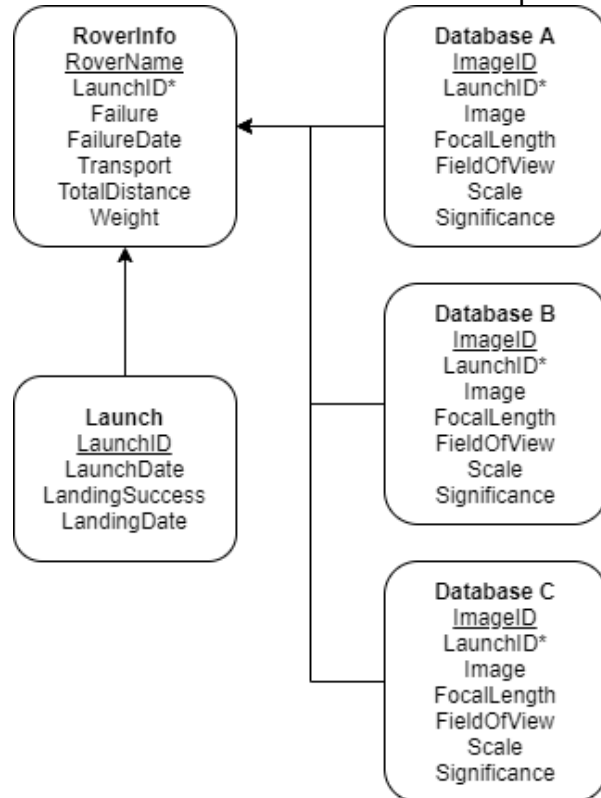 RoverInfo
RoverName
LaunchID*
Failure
FailureDate
Transport
TotalDistance
Weight
Launch
LaunchID
LaunchDate
LandingSuccess
LandingDate
Database A
ImageID
LaunchID*
Image
FocalLength
FieldOfView
Scale
Significance
Database B
ImageID
LaunchID*
Image
FocalLength
FieldOfView
Scale
Significance
Database C
ImageID
LaunchID*
Image
FocalLength
FieldOfView
Scale
Significance